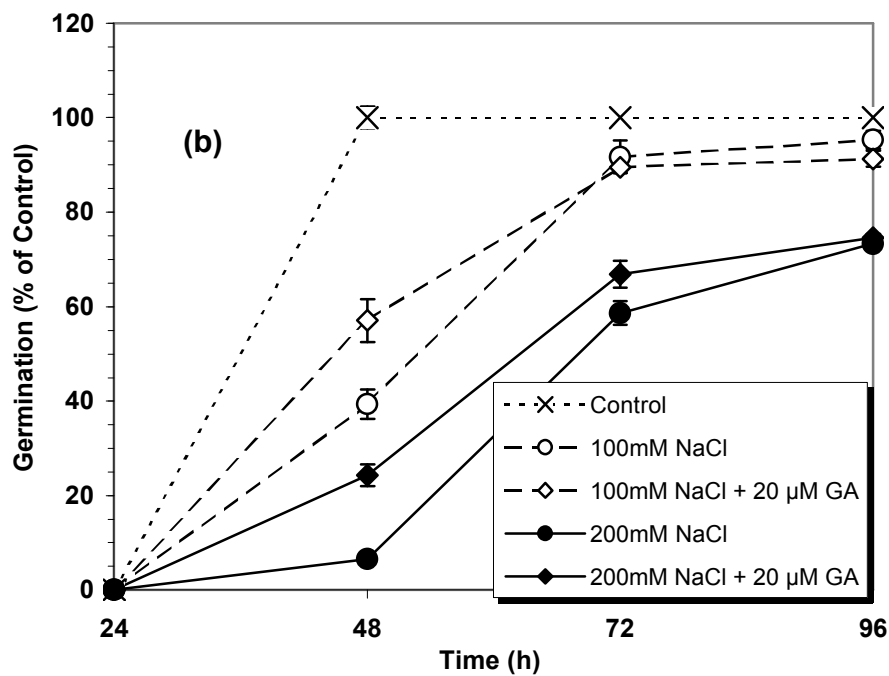 120
100
80
60
40
20
0
Germination (% of Control)
(b)
Control
100mM NaCl
100mM NaCl + 20 µM GA
200mM NaCl
200mM NaCl + 20 µM GA
24 48 72 96
Time (h)